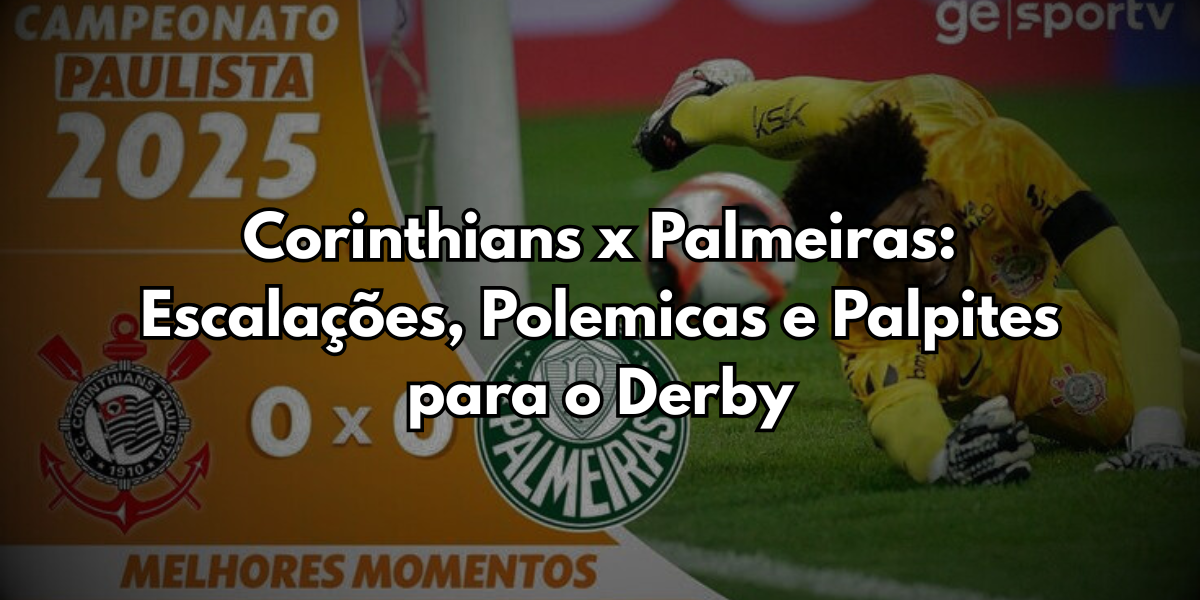 CAMPEONATO
PAULISTA
2025
ge sportv
KSK
Corinthians x Palmeiras:
Escalações, Polemicas e Palpites
para o Derby
S.C. CORINTHIANS PAULISTA
1910
0 x 0
P
PALMEIRAS
MELHORES MOMENTOS